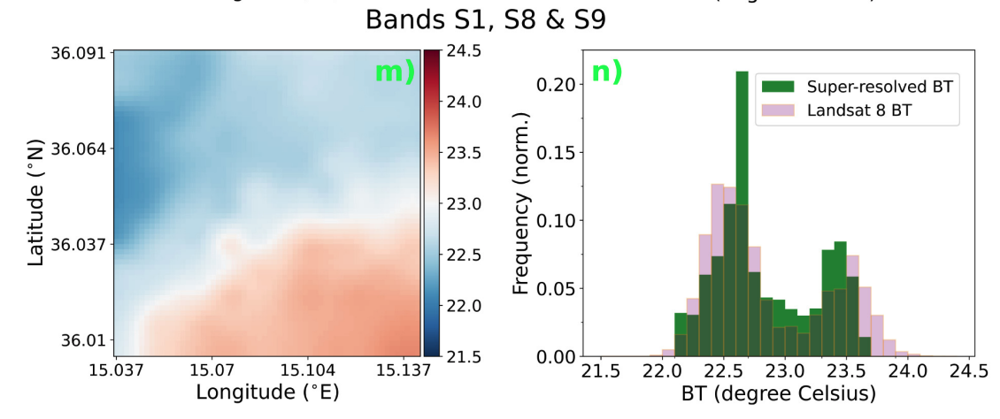 Bands S1, S8 & S9
m)
36.091
36.064
36.037
36.01
Latitude (°N)
15.037 15.07 15.104 15.137
Longitude (°E)
24.5
24.0
23.5
23.0
22.5
22.0
21.5
n)
Super-resolved BT
Landsat 8 BT
0.20
0.15
0.10
0.05
0.00
Frequency (norm.)
21.5 22.0 22.5 23.0 23.5 24.0 24.5
BT (degree Celsius)